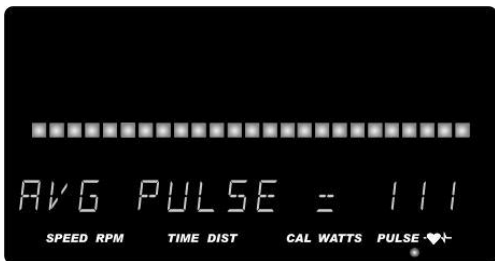 AVG PULSE = 111
SPEED RPM TIME DIST CAL WATTS PULSE